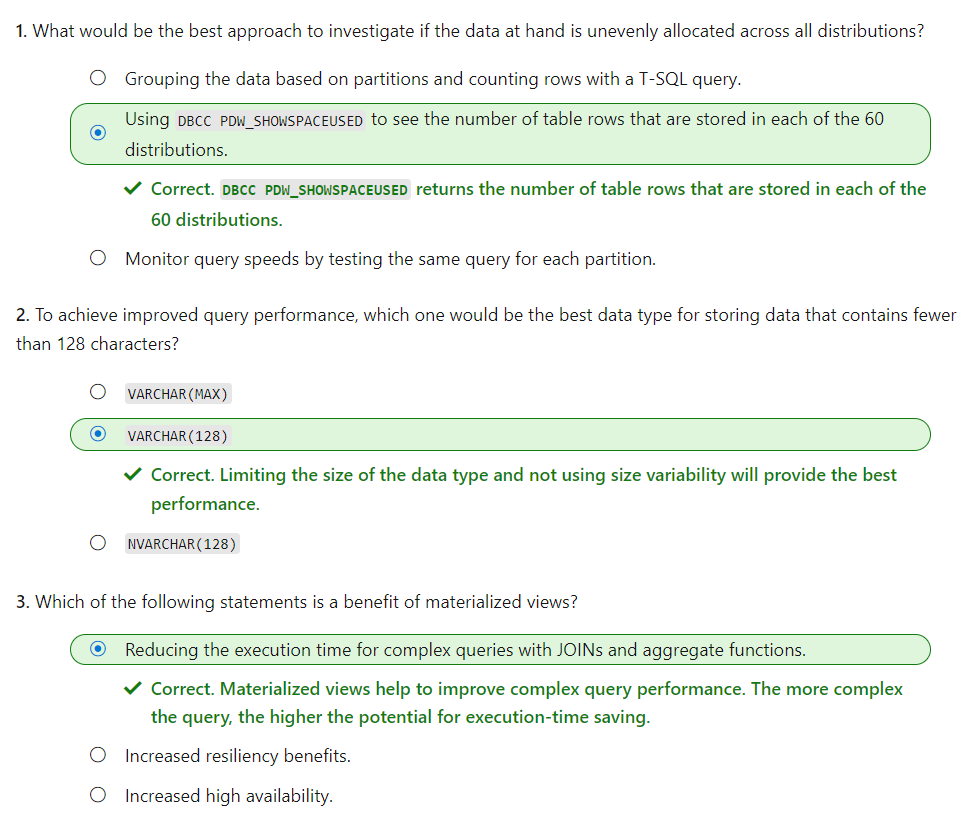 1. What would be the best approach to investigate if the data at hand is unevenly allocated across all distributions?
Grouping the data based on partitions and counting rows with a T-SQL query.
Using DBCC PDW_SHOWSPACEUSED to see the number of table rows that are stored in each of the 60
distributions.
Correct. DBCC PDW_SHOWSPACEUSED returns the number of table rows that are stored in each of the
60 distributions.
Monitor query speeds by testing the same query for each partition.
2. To achieve improved query performance, which one would be the best data type for storing data that contains fewer
than 128 characters?
VARCHAR(MAX)
VARCHAR(128)
Correct. Limiting the size of the data type and not using size variability will provide the best
performance.
NVARCHAR(128)
3. Which of the following statements is a benefit of materialized views?
Reducing the execution time for complex queries with JOINs and aggregate functions.
Correct. Materialized views help to improve complex query performance. The more complex
the query, the higher the potential for execution-time saving.
Increased resiliency benefits.
Increased high availability.